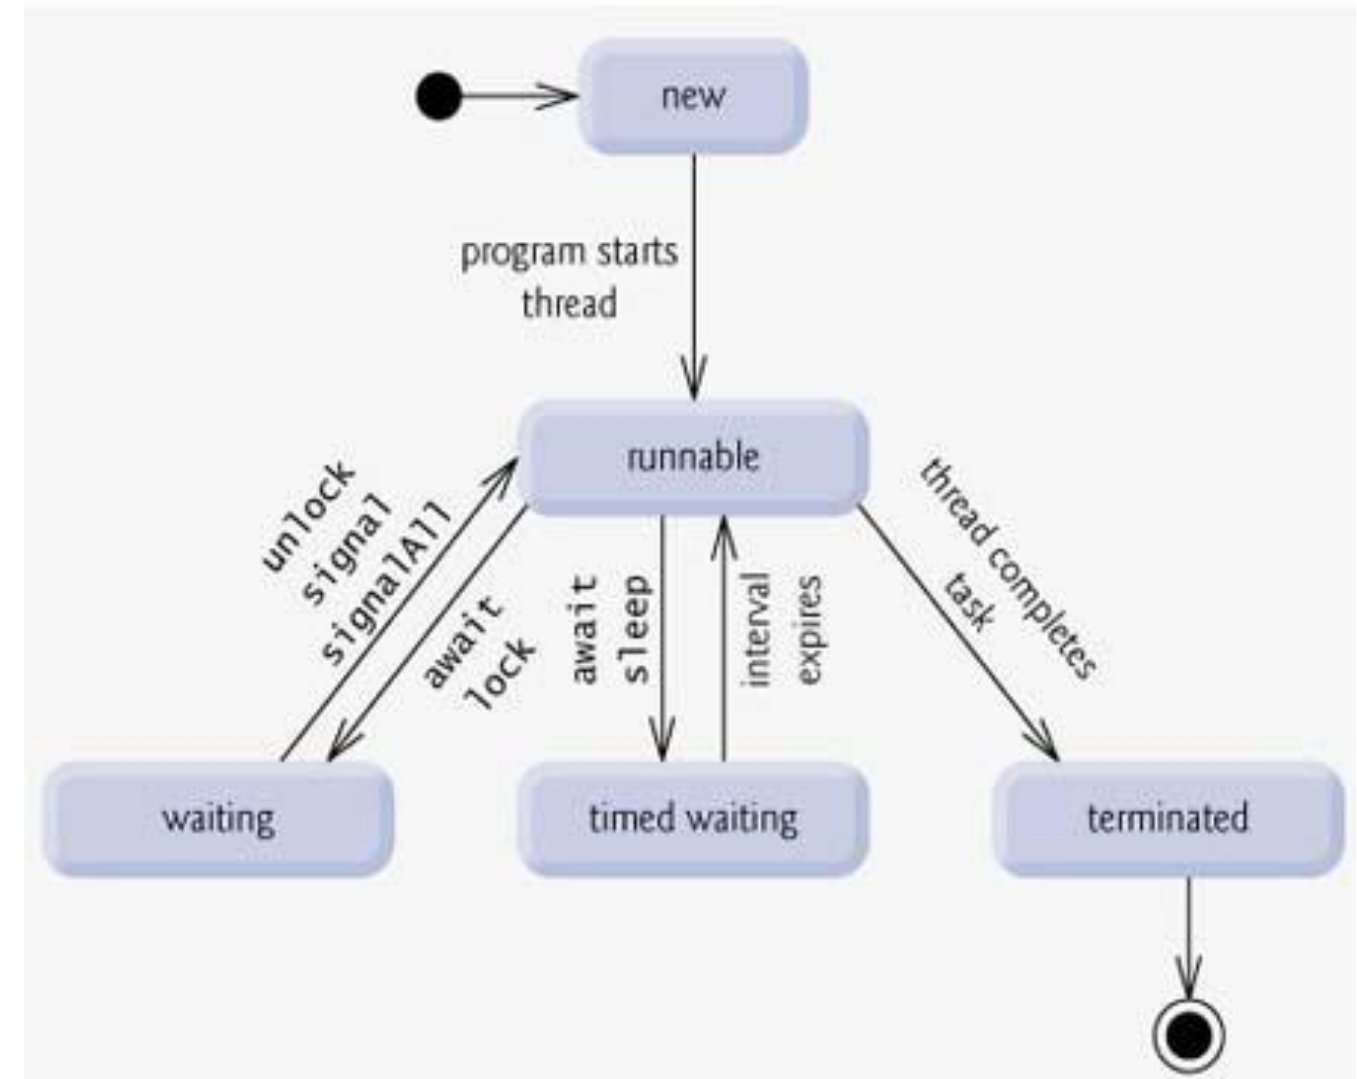 new
program starts
thread
runnable
unlock
signal
signalAll
await
lock
await
sleep
interval
expires
thread completes
task
waiting
timed waiting
terminated